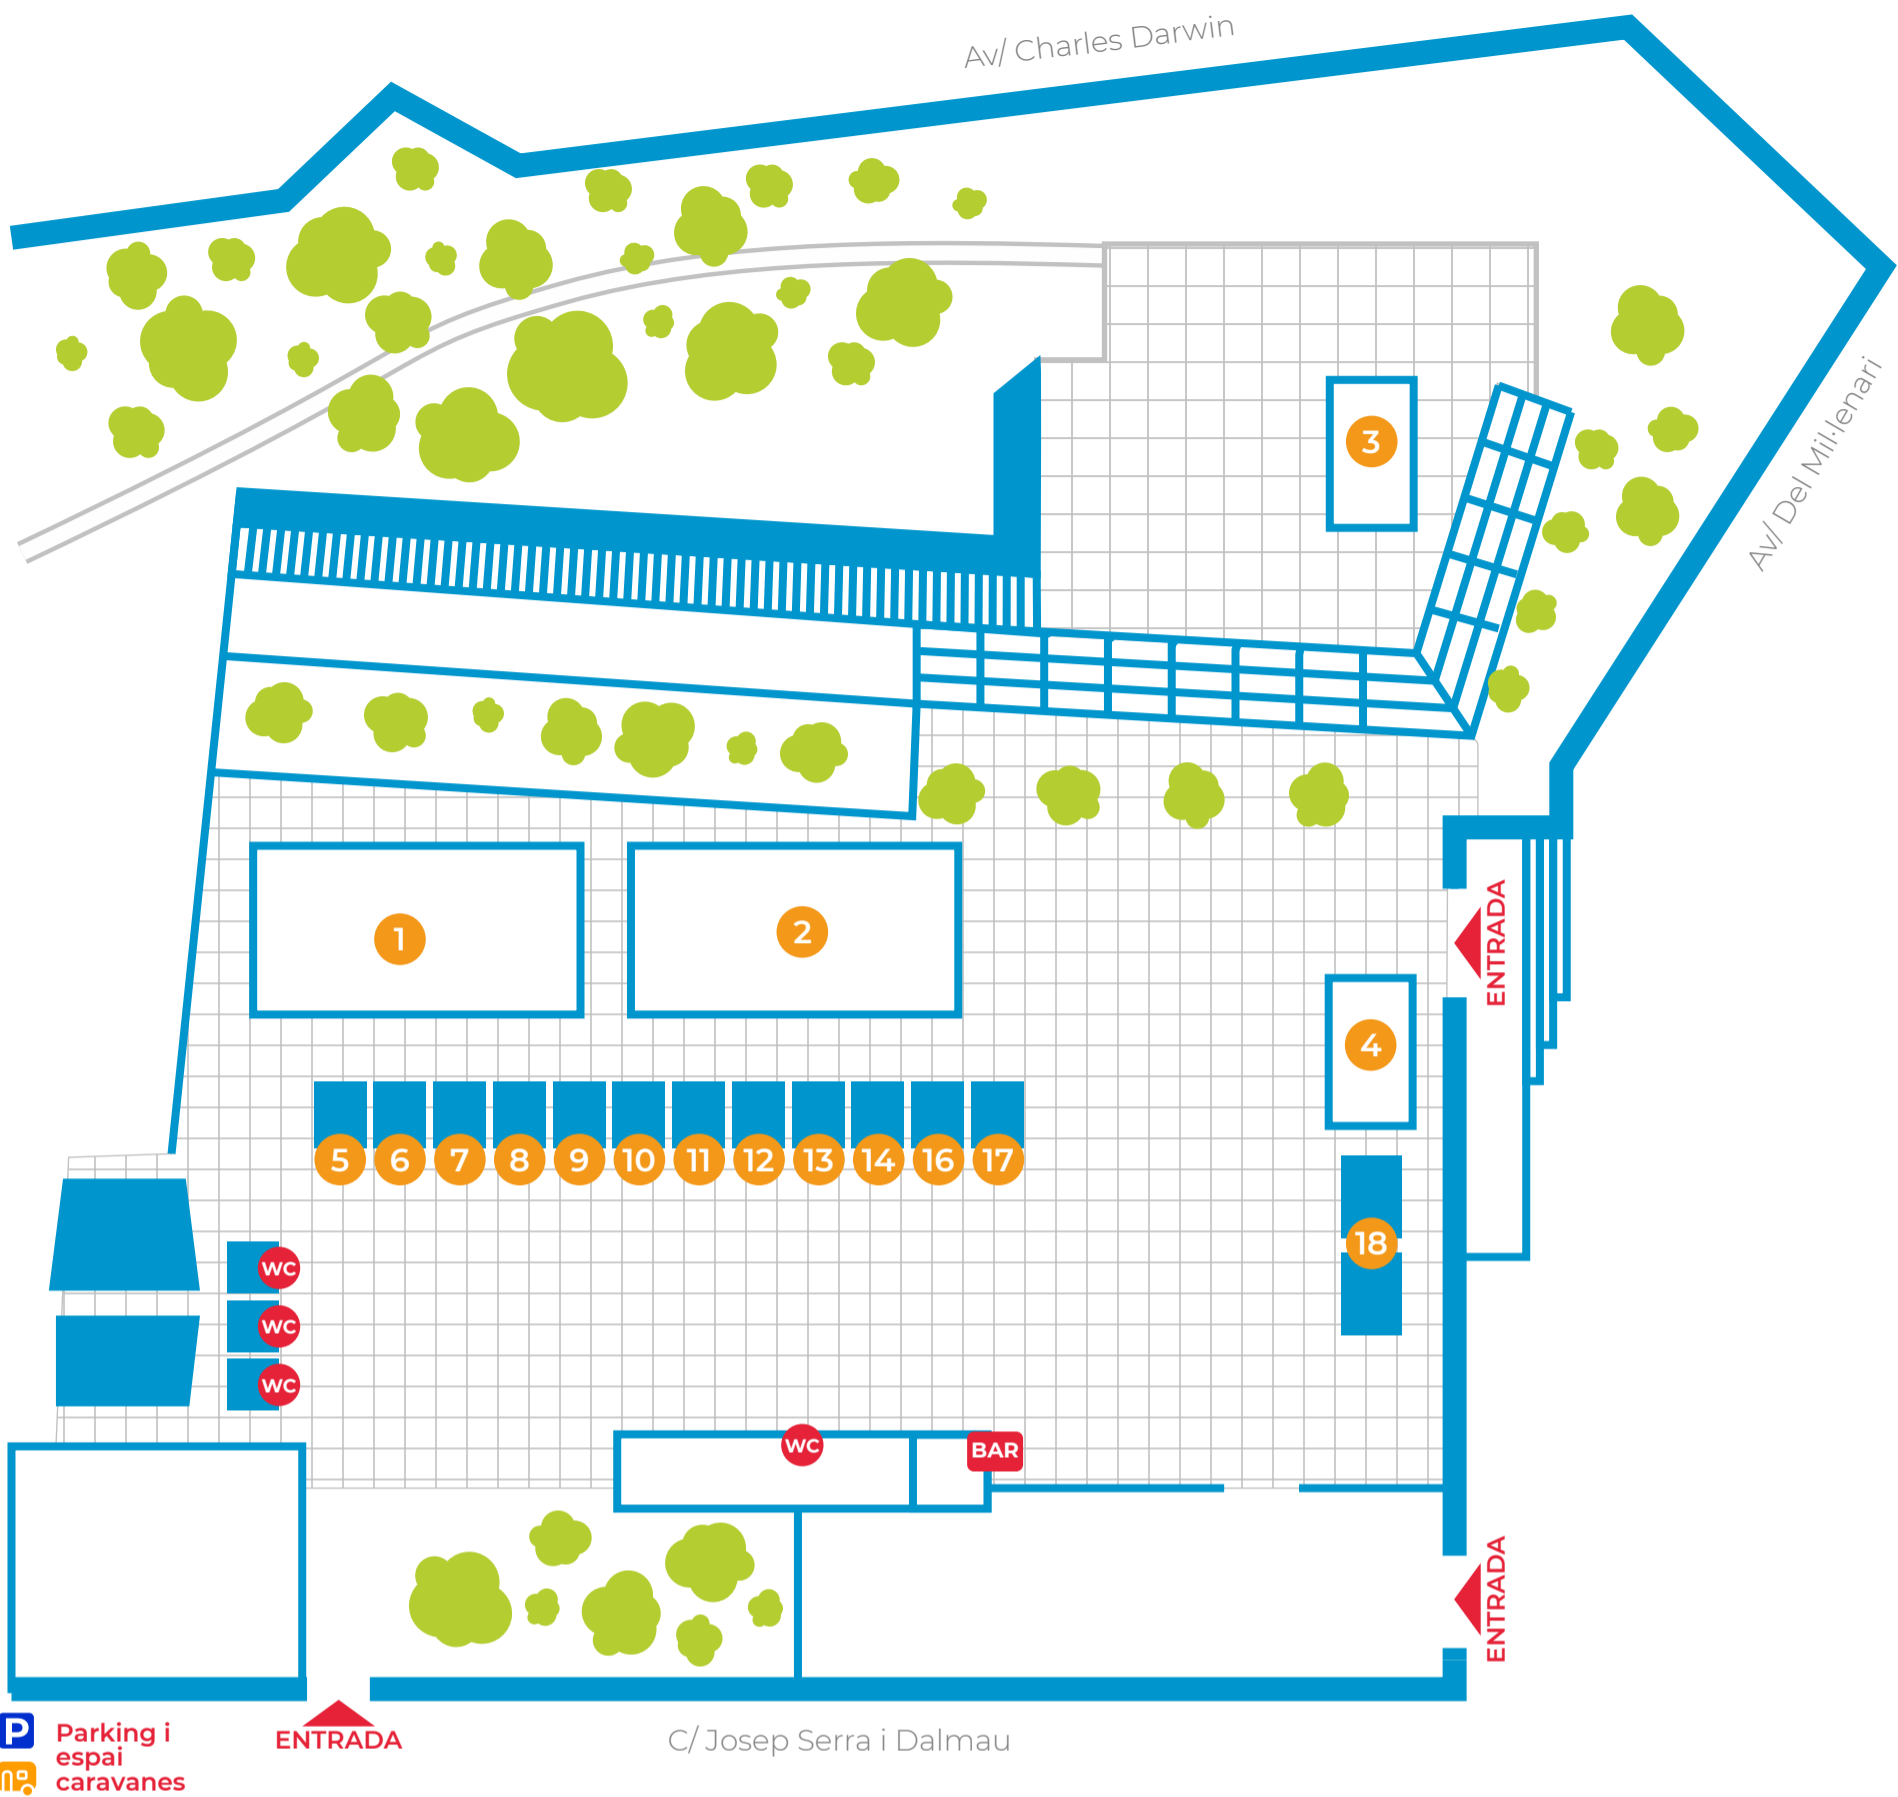 Av/ Charles Darwin
Av/ Del Mil·lenari
3
1
2
ENTRADA
4
5 6 7 8 9 10 11 12 13 14 16 17
18
WC
WC
WC
WC
BAR
ENTRADA
P
Parking i
espai
caravanes
ENTRADA
C/ Josep Serra i Dalmau